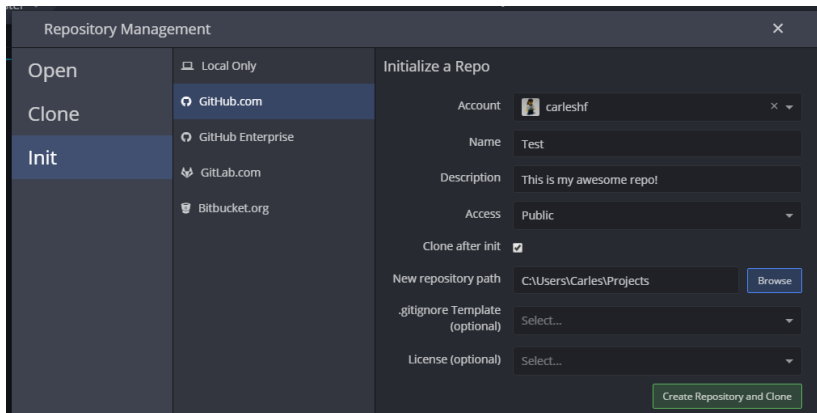 Repository Management
Open
Clone
Init
Local Only
GitHub.com
GitHub Enterprise
GitLab.com
Bitbucket.org
Initialize a Repo
Account carleshf
Name Test
Description This is my awesome repo!
Access Public
Clone after init
New repository path C:\Users\Carles\Projects Browse
.gitignore Template
(optional) Select...
License (optional) Select...
Create Repository and Clone